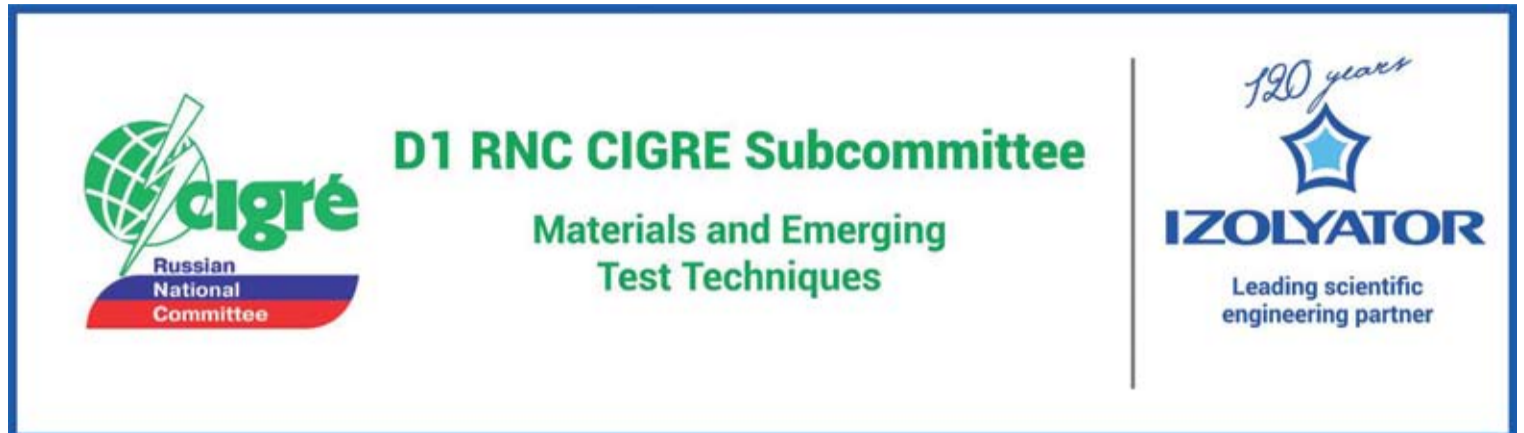 cigré
Russian
National
Committee
D1 RNC CIGRE Subcommittee
Materials and Emerging
Test Techniques
120 years
IZOLYATOR
Leading scientific
engineering partner